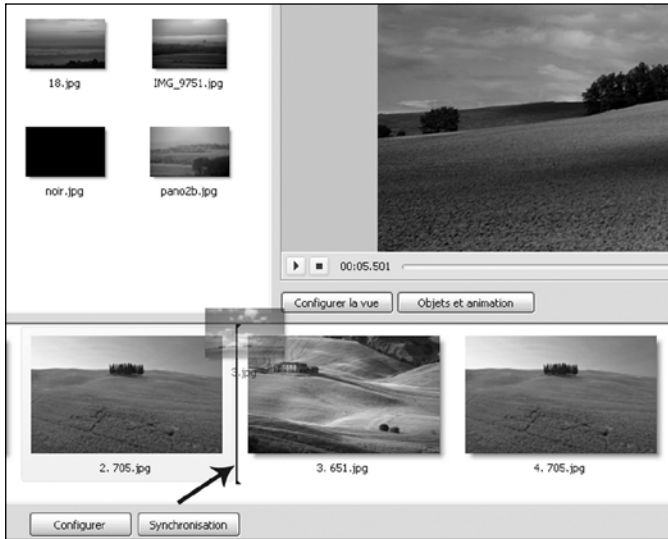 18.jpg
IMG_9751.jpg
noir.jpg
pano2b.jpg
00:05.501
Configurer la vue
Objets et animation
3.jpg
2. 705.jpg
3. 651.jpg
4. 705.jpg
Configurer
Synchronisation